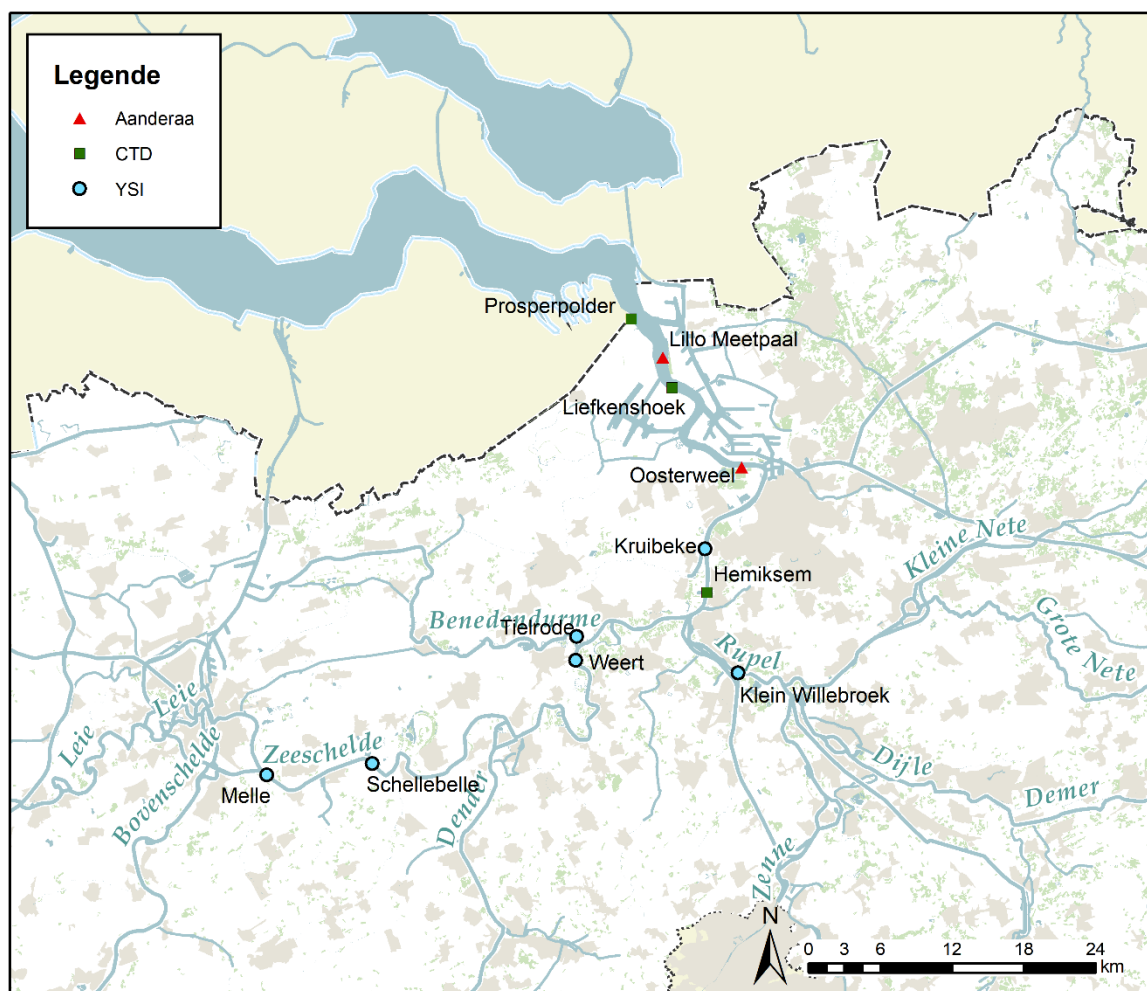 Legende
Aanderaa
CTD
YSI
Prosperpolder
Lillo Meetpaal
Liefkenshoek
Oosterweel
Kruibeke
Hemiksem
Kleine Nete
Grote Nete
Benedendurme
Tielrode
Weert
Rupel
Klein Willebroek
Leie
Leie
Bovenschelde
Zeeschelde
Melle
Schellebelle
Dender
Dijle
Demer
Zenne
N
0 3 6 12 18 24
km